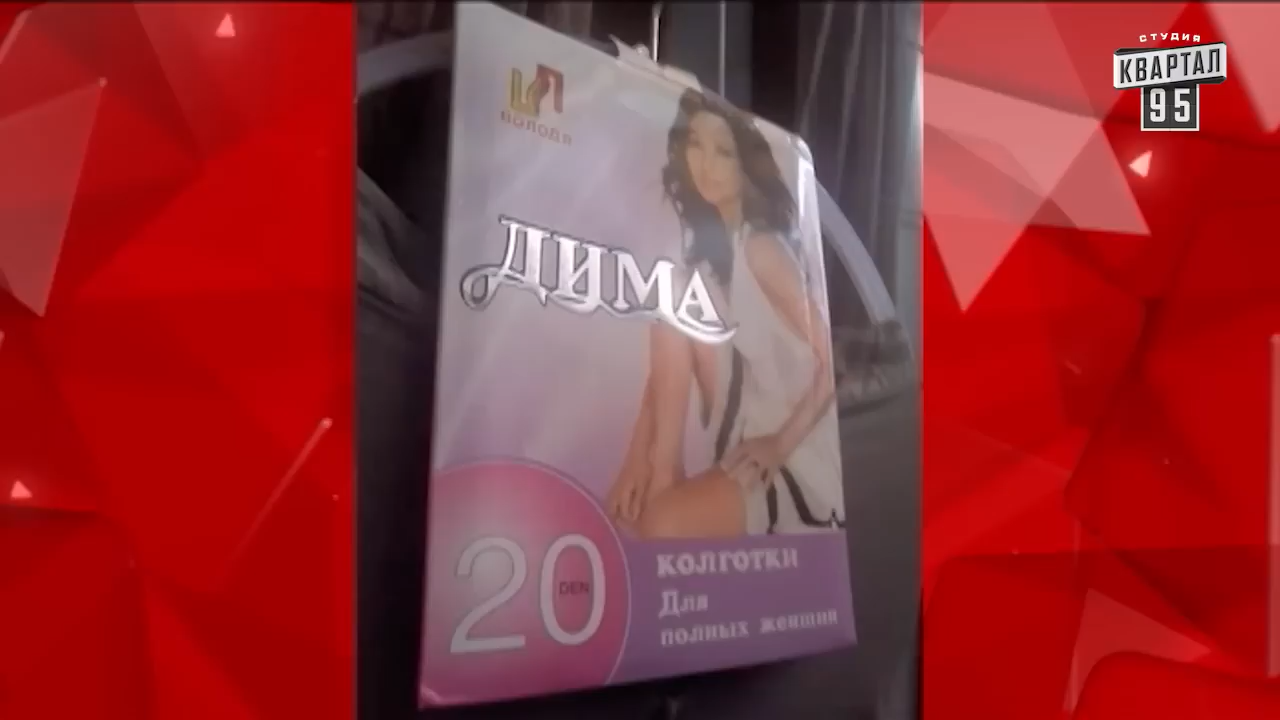 СТУДИЯ
КВАРТАЛ
95
ВОЛОДЯ
ДИМА
20
DEN
КОЛГОТКИ
Для
полных женщин